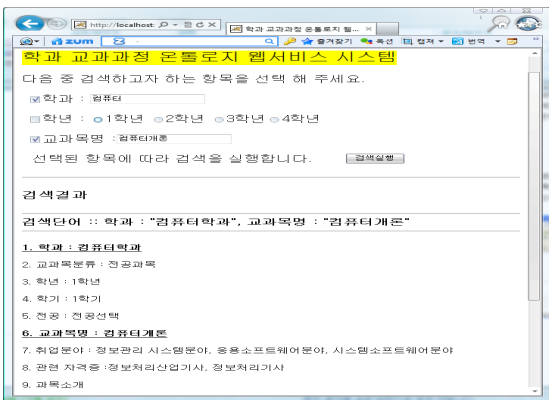 http://localhost
학과 교과과정 온톨로지 웹...
zum
즐겨찾기 옥션 캡쳐 번역
학과 교과과정 온톨로지 웹서비스 시스템
다음 중 검색하고자 하는 항목을 선택 해 주세요.
학과 : 컴퓨터
학년 : 1학년 2학년 3학년 4학년
교과목명 : 컴퓨터개론
선택된 항목에 따라 검색을 실행합니다. 검색실행
검색결과
검색단어 :: 학과 : "컴퓨터학과", 교과목명 : "컴퓨터개론"
1. 학과 : 컴퓨터학과
2. 교과목분류 : 전공과목
3. 학년 : 1학년
4. 학기 : 1학기
5. 전공 : 전공선택
6. 교과목명 : 컴퓨터개론
7. 취업분야 : 정보관리 시스템분야, 응용소프트웨어분야, 시스템소프트웨어분야
8. 관련 자격증 :정보처리산업기사, 정보처리기사
9. 과목소개